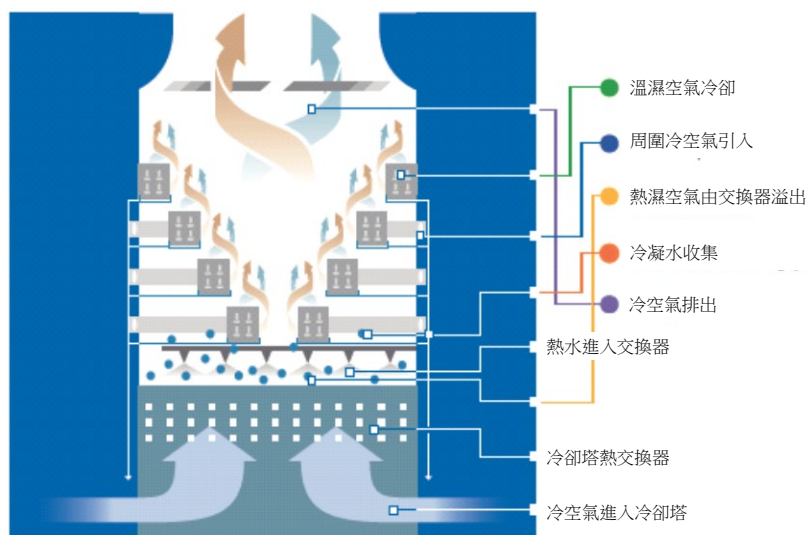 溫濕空氣冷卻
周圍冷空氣引入
熱濕空氣由交換器溢出
冷凝水收集
冷空氣排出
熱水進入交換器
冷卻塔熱交換器
冷空氣進入冷卻塔